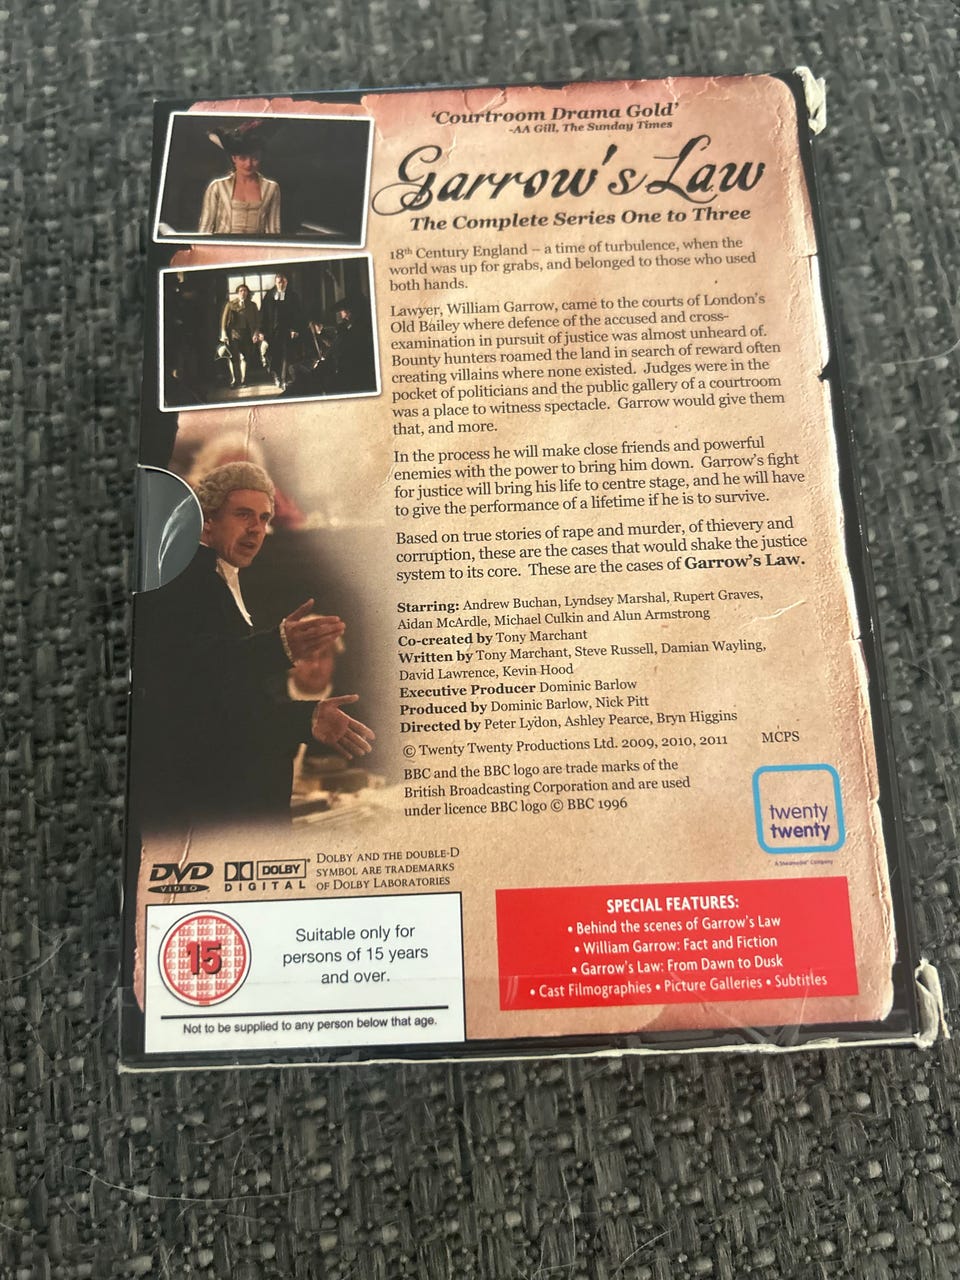 'Courtroom Drama Gold'
-AA Gill, The Sunday Times
Garrow's Law
The Complete Series One to Three
18th Century England – a time of turbulence, when the
world was up for grabs, and belonged to those who used
both hands.
Lawyer, William Garrow, came to the courts of London's
Old Bailey where defence of the accused and cross-
examination in pursuit of justice was almost unheard of.
Bounty hunters roamed the land in search of reward often
creating villains where none existed. Judges were in the
pocket of politicians and the public gallery of a courtroom
was a place to witness spectacle. Garrow would give them
that, and more.
In the process he will make close friends and powerful
enemies with the power to bring him down. Garrow's fight
for justice will bring his life to centre stage, and he will have
to give the performance of a lifetime if he is to survive.
Based on true stories of rape and murder, of thievery and
corruption, these are the cases that would shake the justice
system to its core. These are the cases of Garrow's Law.
Starring: Andrew Buchan, Lyndsey Marshal, Rupert Graves,
Aidan McArdle, Michael Culkin and Alun Armstrong
Co-created by Tony Marchant
Written by Tony Marchant, Steve Russell, Damian Wayling,
David Lawrence, Kevin Hood
Executive Producer Dominic Barlow
Produced by Dominic Barlow, Nick Pitt
Directed by Peter Lydon, Ashley Pearce, Bryn Higgins
© Twenty Twenty Productions Ltd. 2009, 2010, 2011 MCPS
BBC and the BBC logo are trade marks of the
British Broadcasting Corporation and are used
under licence BBC logo © BBC 1996
twenty
twenty
A Shedmedia Company
DVD
VIDEO
DOLBY
DIGITAL
Dolby and the double-D
symbol are trademarks
of Dolby Laboratories
15
Suitable only for
persons of 15 years
and over.
Not to be supplied to any person below that age.
SPECIAL FEATURES:
• Behind the scenes of Garrow's Law
• William Garrow: Fact and Fiction
• Garrow's Law: From Dawn to Dusk
• Cast Filmographies • Picture Galleries • Subtitles